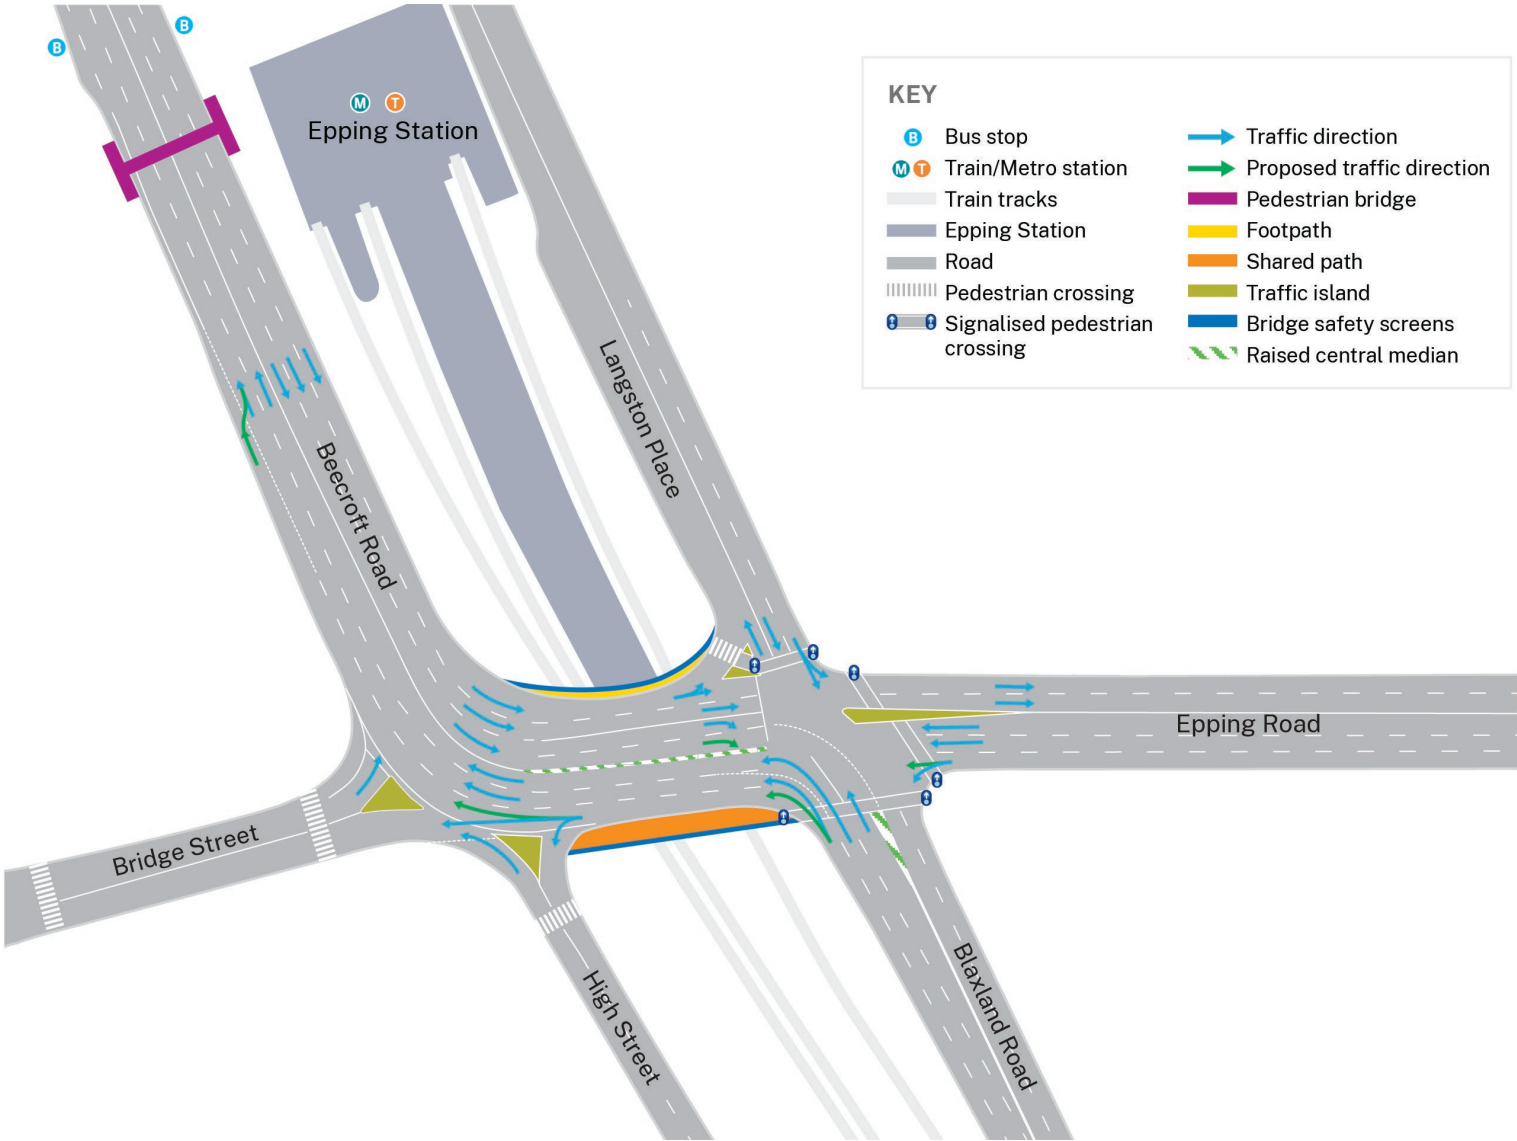 B
B
M T
Epping Station
KEY
B Bus stop
M T Train/Metro station
Train tracks
Epping Station
Road
Pedestrian crossing
Signalised pedestrian
crossing
Traffic direction
Proposed traffic direction
Pedestrian bridge
Footpath
Shared path
Traffic island
Bridge safety screens
Raised central median
Langston Place
Beecroft Road
Epping Road
Bridge Street
High Street
Blaxland Road